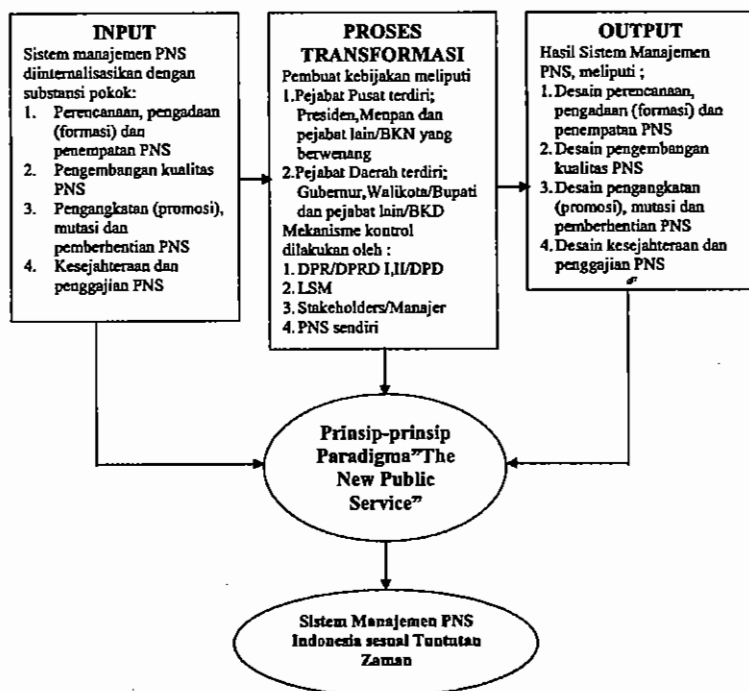 INPUT
Sistem manajemen PNS
diinternalisasikan dengan
substansi pokok:
1. Perencanaan, pengadaan
(formasi) dan
penempatan PNS
2. Pengembangan kualitas
PNS
3. Pengangkatan (promosi),
mutasi dan
pemberhentian PNS
4. Kesejahteraan dan
penggajian PNS
PROSES
TRANSFORMASI
Pembuat kebijakan meliputi
1.Pejabat Pusat terdiri;
Presiden,Menpan dan
pejabat lain/BKN yang
berwenang
2.Pejabat Daerah terdiri;
Gubernur,Walikota/Bupati
dan pejabat lain/BKD
Mekanisme kontrol
dilakukan oleh :
1. DPR/DPRD I,II/DPD
2. LSM
3. Stakeholders/Manajer
4. PNS sendiri
OUTPUT
Hasil Sistem Manajemen
PNS, meliputi ;
1. Desain perencanaan,
pengadaan (formasi) dan
penempatan PNS
2. Desain pengembangan
kualitas PNS
3. Desain pengangkatan
(promosi), mutasi dan
pemberhentian PNS
4. Desain kesejahteraan dan
penggajian PNS
Prinsip-prinsip
Paradigma"The
New Public
Service"
Sistem Manajemen PNS
Indonesia sesuai Tuntutan
Zaman